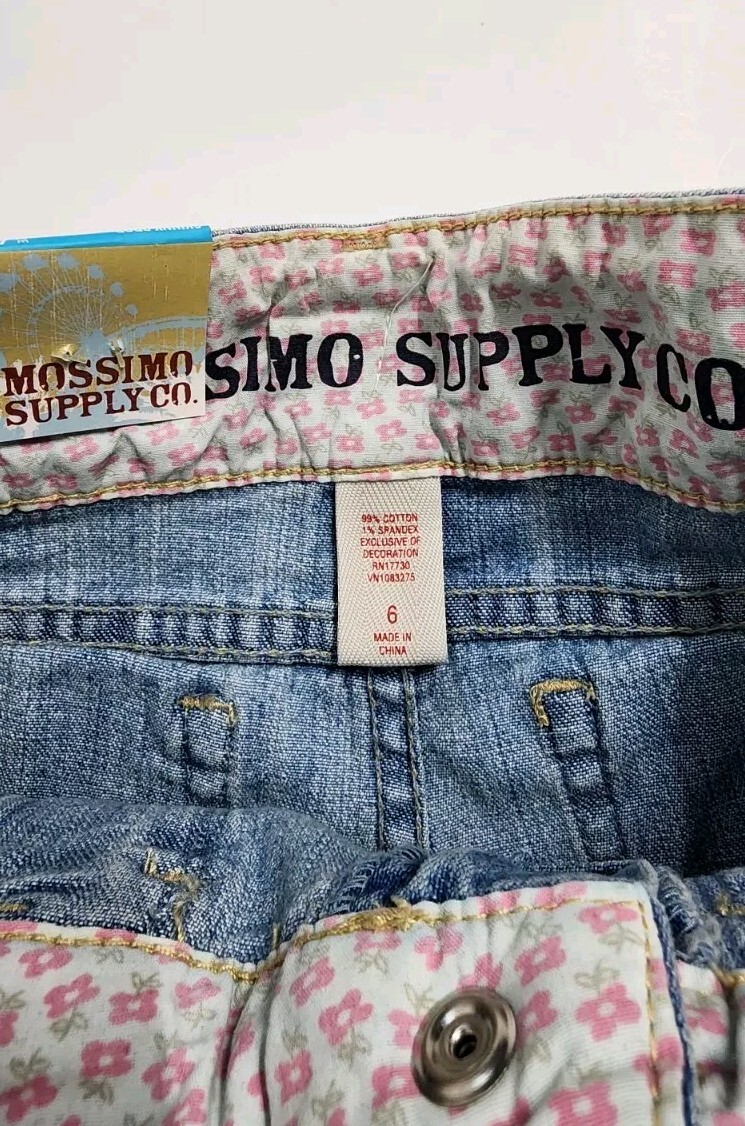 MOSSIMO
SUPPLY CO.
SIMO SUPPLY CO
99% COTTON
1% SPANDEX
EXCLUSIVE OF
DECORATION
RN17730
VN1083275
6
MADE IN
CHINA